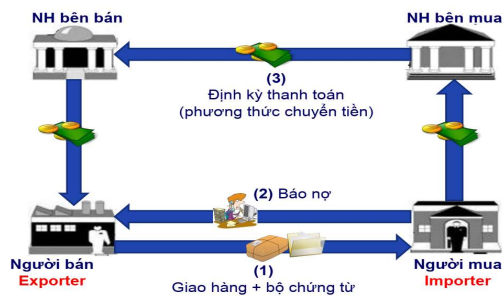 NH bên bán
NH bên mua
(3)
Định kỳ thanh toán
(phương thức chuyển tiền)
(2) Báo nợ
Người bán
Exporter
(1)
Giao hàng + bộ chứng từ
Người mua
Importer